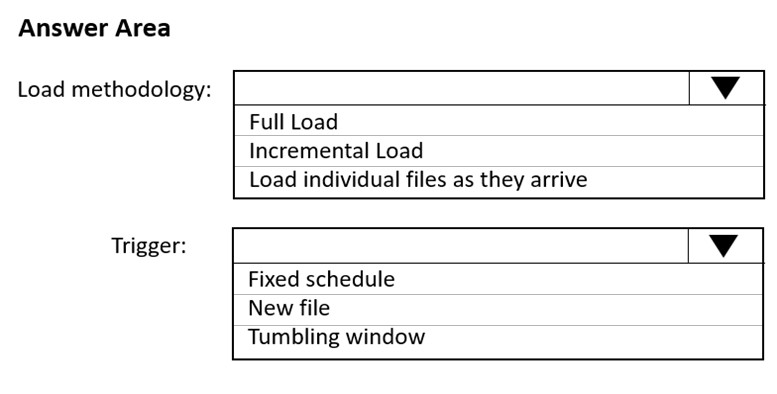 Answer Area
Load methodology:
Full Load
Incremental Load
Load individual files as they arrive
Trigger:
Fixed schedule
New file
Tumbling window